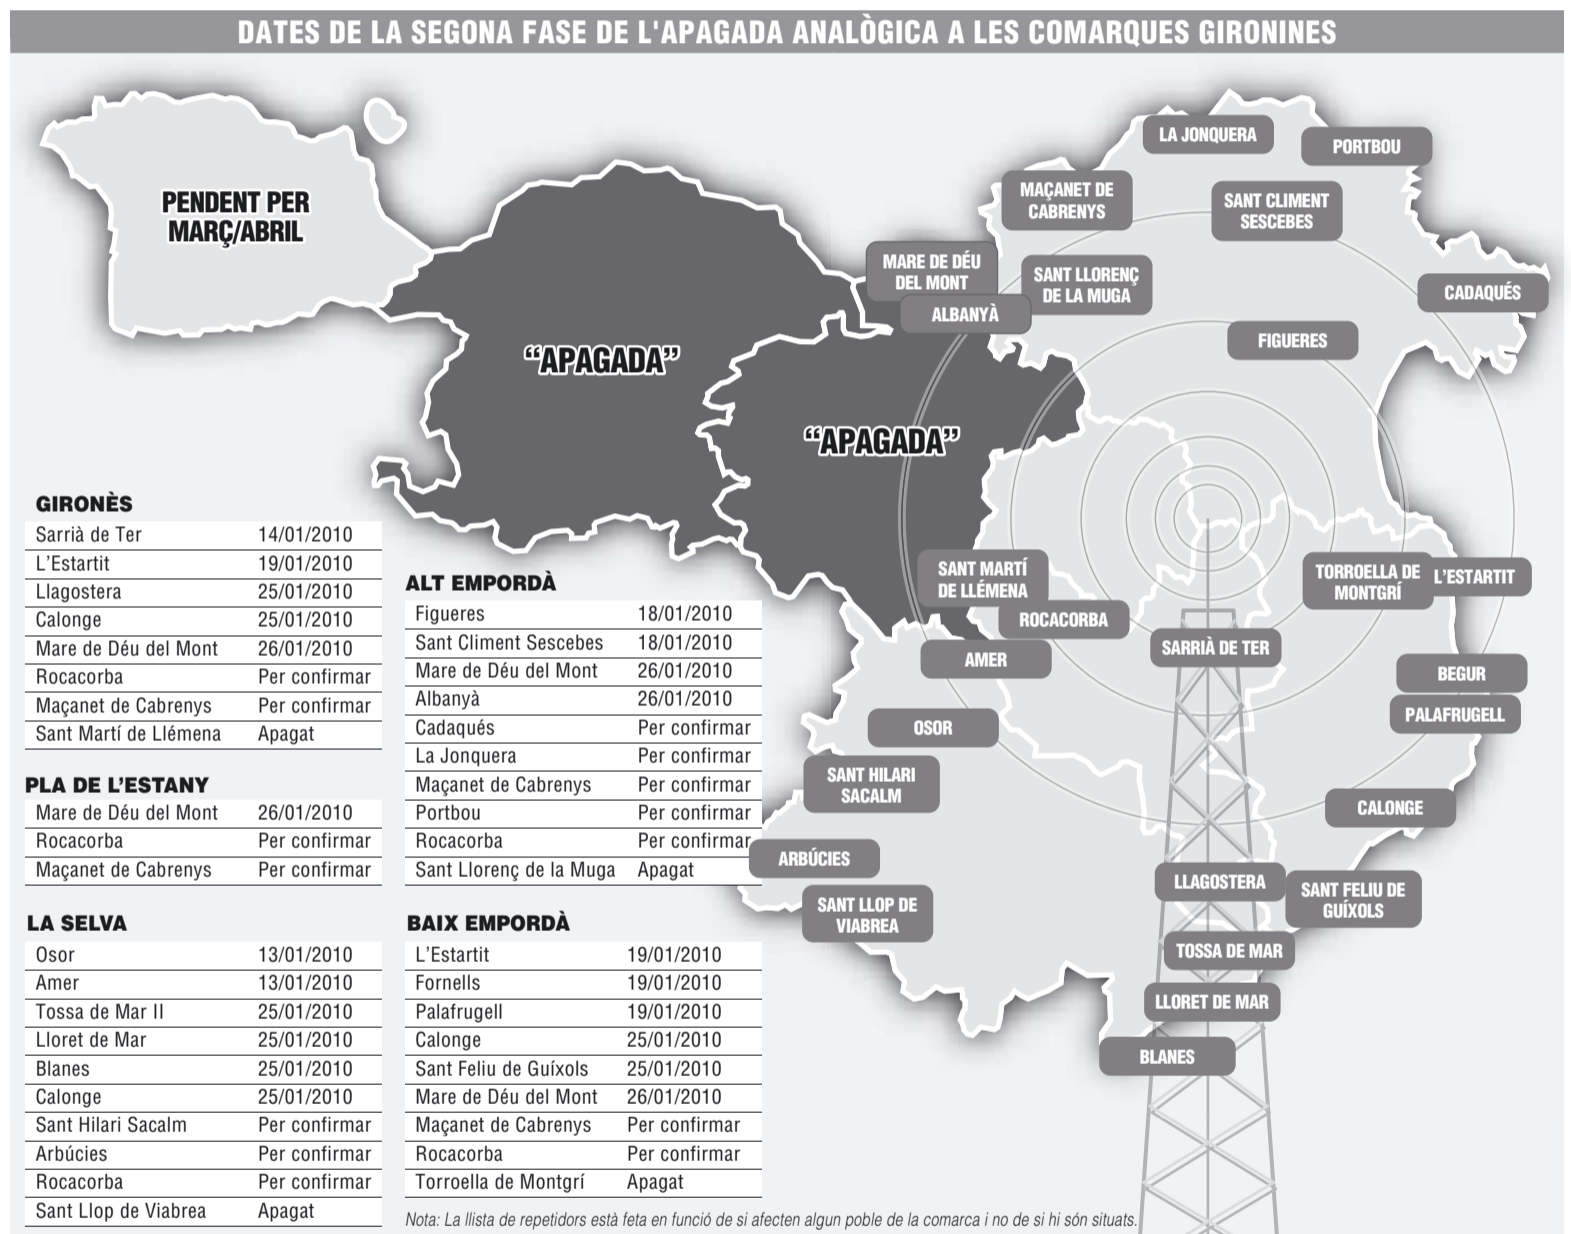 DATES DE LA SEGONA FASE DE L'APAGADA ANALÒGICA A LES COMARQUES GIRONINES
PENDENT PER
MARÇ/ABRIL
“APAGADA”
“APAGADA”
LA JONQUERA
PORTBOU
MAÇANET DE
CABRENYS
SANT CLIMENT
SESCEBES
MARE DE DÉU
DEL MONT
SANT LLORENÇ
DE LA MUGA
ALBANYÀ
CADAQUÉS
FIGUERES
SANT MARTÍ
DE LLÉMENA
ROCACORBA
AMER
SARRIÀ DE TER
TORROELLA DE
MONTGRÍ
L'ESTARTIT
BEGUR
PALAFRUGELL
OSOR
SANT HILARI
SACALM
CALONGE
ARBÚCIES
LLAGOSTERA
SANT FELIU DE
GUÍXOLS
SANT LLOP DE
VIABREA
TOSSA DE MAR
LLORET DE MAR
BLANES
GIRONÈS
Sarrià de Ter 14/01/2010
L’Estartit 19/01/2010
Llagostera 25/01/2010
Calonge 25/01/2010
Mare de Déu del Mont 26/01/2010
Rocacorba Per confirmar
Maçanet de Cabrenys Per confirmar
Sant Martí de Llémena Apagat
PLA DE L’ESTANY
Mare de Déu del Mont 26/01/2010
Rocacorba Per confirmar
Maçanet de Cabrenys Per confirmar
LA SELVA
Osor 13/01/2010
Amer 13/01/2010
Tossa de Mar II 25/01/2010
Lloret de Mar 25/01/2010
Blanes 25/01/2010
Calonge 25/01/2010
Sant Hilari Sacalm Per confirmar
Arbúcies Per confirmar
Rocacorba Per confirmar
Sant Llop de Viabrea Apagat
ALT EMPORDÀ
Figueres 18/01/2010
Sant Climent Sescebes 18/01/2010
Mare de Déu del Mont 26/01/2010
Albanyà 26/01/2010
Cadaqués Per confirmar
La Jonquera Per confirmar
Maçanet de Cabrenys Per confirmar
Portbou Per confirmar
Rocacorba Per confirmar
Sant Llorenç de la Muga Apagat
BAIX EMPORDÀ
L’Estartit 19/01/2010
Fornells 19/01/2010
Palafrugell 19/01/2010
Calonge 25/01/2010
Sant Feliu de Guíxols 25/01/2010
Mare de Déu del Mont 26/01/2010
Maçanet de Cabrenys Per confirmar
Rocacorba Per confirmar
Torroella de Montgrí Apagat
Nota: La llista de repetidors està feta en funció de si afecten algun poble de la comarca i no de si hi són situats.